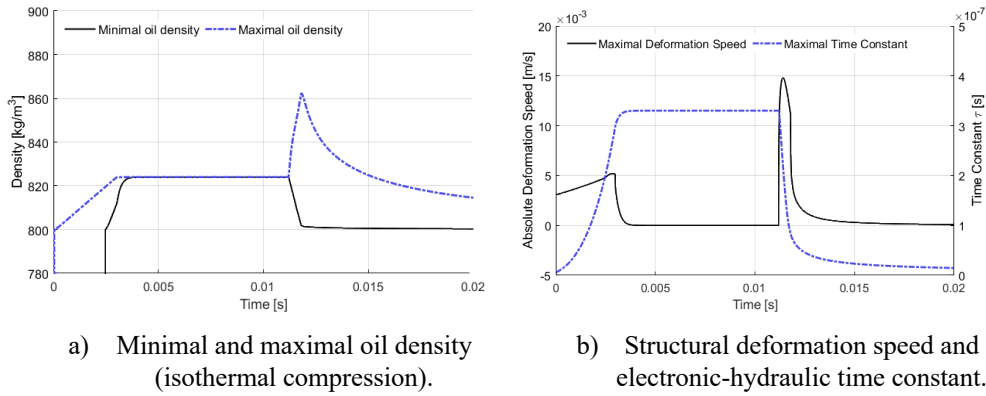 900
880
860
840
820
800
780
Density [kg/m³]
Minimal oil density
Maximal oil density
0
0.005
0.01
0.015
0.02
Time [s]
×10⁻³
20
15
10
5
0
-5
Absolute Deformation Speed [m/s]
Maximal Deformation Speed
Maximal Time Constant
×10⁻⁷
5
4
3
2
1
0
Time Constant τ [s]
0
0.005
0.01
0.015
0.02
Time [s]
a) Minimal and maximal oil density
(isothermal compression).
b) Structural deformation speed and
electronic-hydraulic time constant.